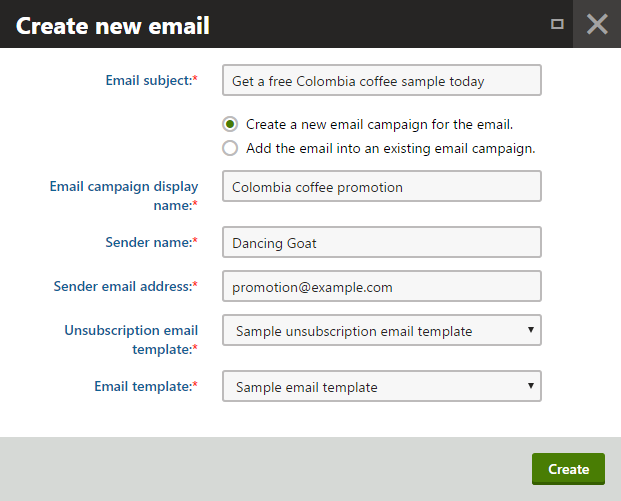 Create new email
Email subject:* Get a free Colombia coffee sample today
Create a new email campaign for the email.
Add the email into an existing email campaign.
Email campaign display
name:* Colombia coffee promotion
Sender name:* Dancing Goat
Sender email address:* promotion@example.com
Unsubscription email
template:* Sample unsubscription email template
Email template:* Sample email template
Create